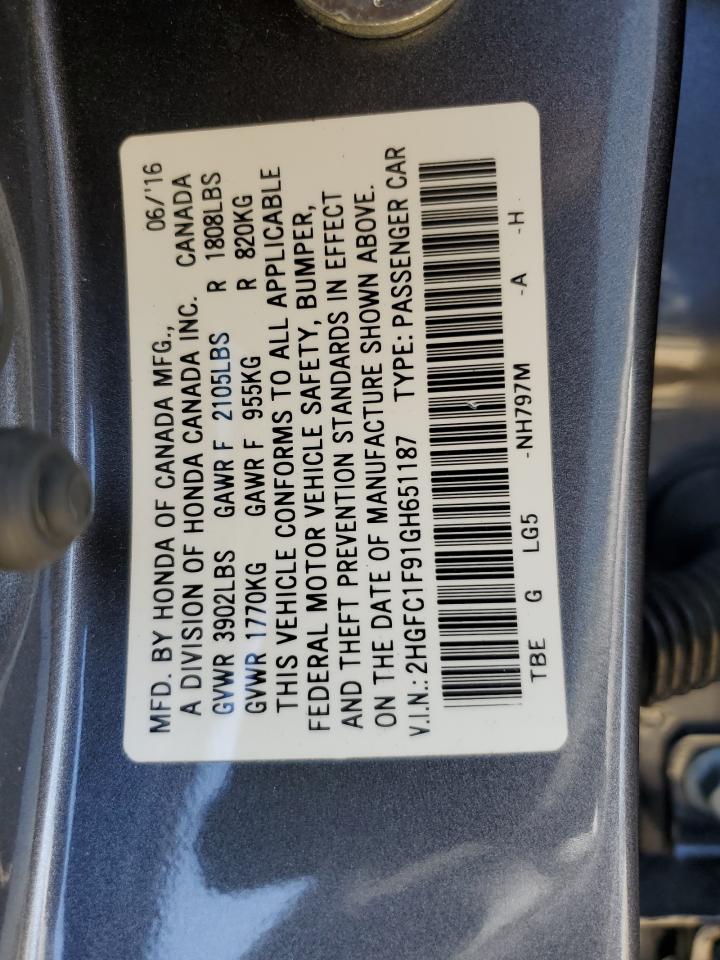 MFD. BY HONDA OF CANADA MFG., 06/'16
A DIVISION OF HONDA CANADA INC. CANADA
GVWR 3902LBS GAWR F 2105LBS R 1808LBS
GVWR 1770KG GAWR F 955KG R 820KG
THIS VEHICLE CONFORMS TO ALL APPLICABLE
FEDERAL MOTOR VEHICLE SAFETY, BUMPER,
AND THEFT PREVENTION STANDARDS IN EFFECT
ON THE DATE OF MANUFACTURE SHOWN ABOVE.
V.I.N.: 2HGFC1F91GH651187 TYPE: PASSENGER CAR
TBE G LG5 -NH797M -A -H